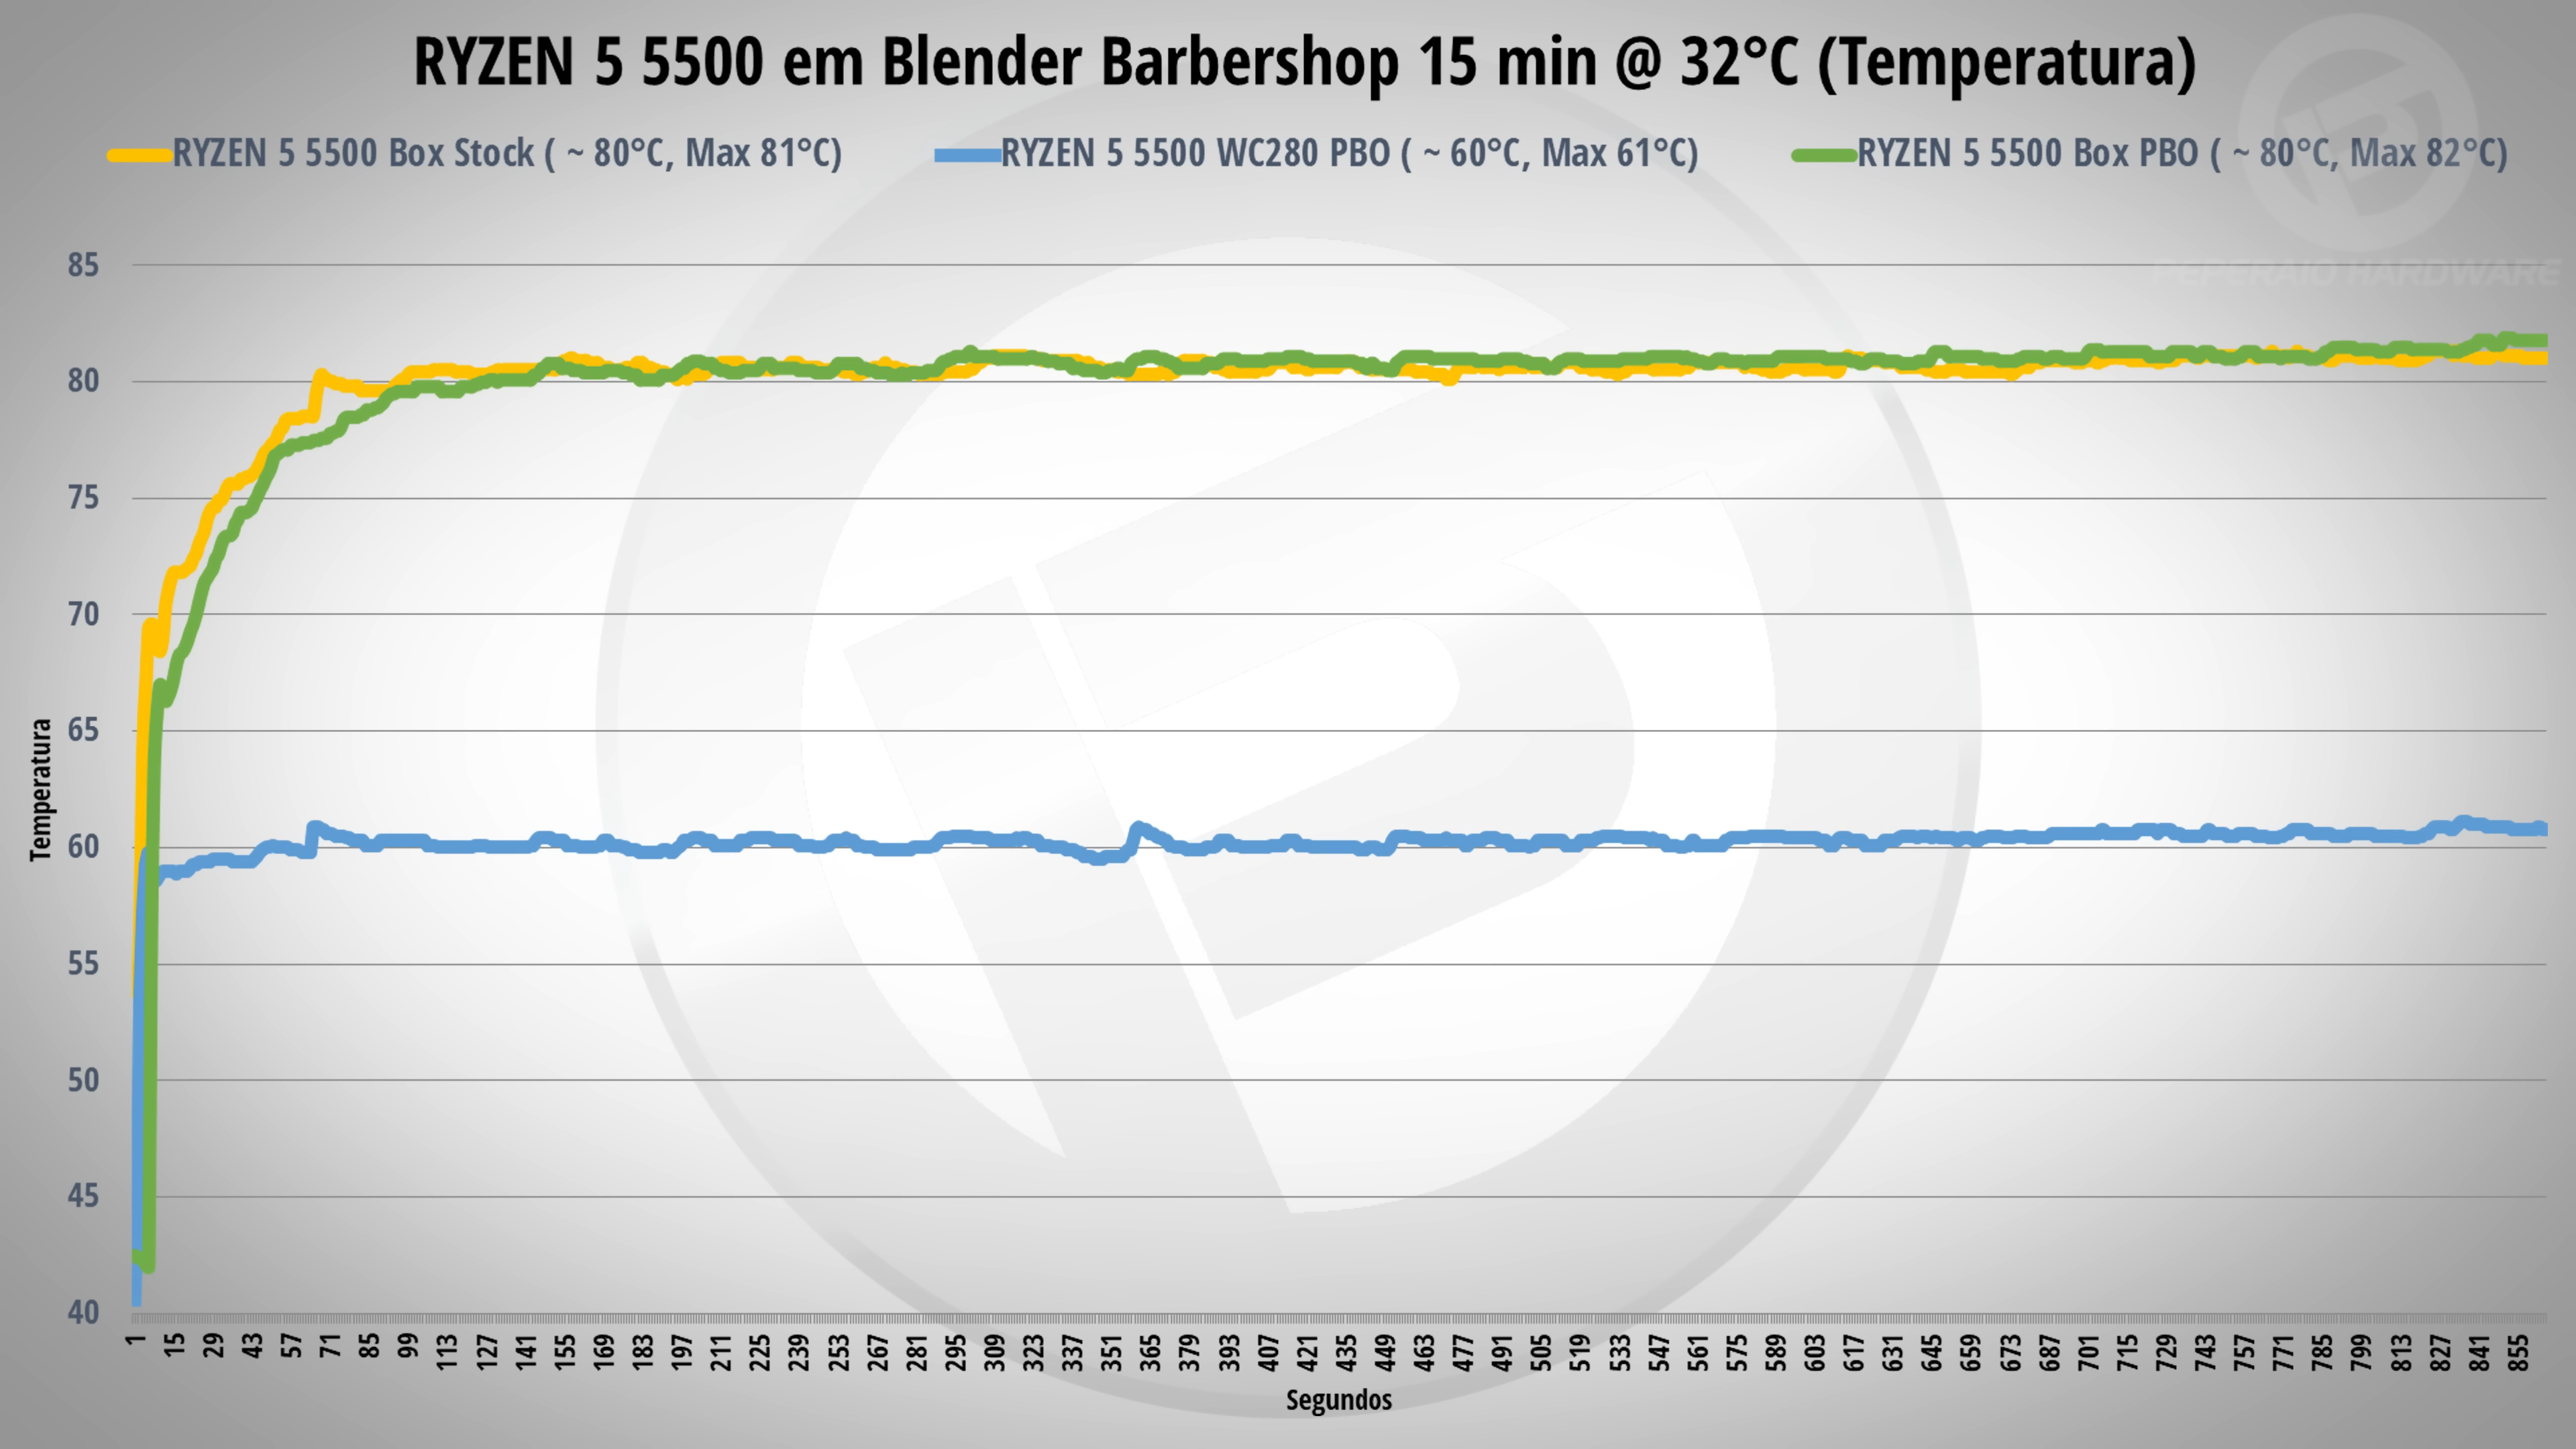 RYZEN 5 5500 em Blender Barbershop 15 min @ 32°C (Temperatura)
RYZEN 5 5500 Box Stock ( ~ 80°C, Max 81°C)
RYZEN 5 5500 WC280 PBO ( ~ 60°C, Max 61°C)
RYZEN 5 5500 Box PBO ( ~ 80°C, Max 82°C)
PEPERAIO HARDWARE
85
80
75
70
65
60
55
50
45
40
Temperatura
1 15 29 43 57 71 85 99 113 127 141 155 169 183 197 211 225 239 253 267 281 295 309 323 337 351 365 379 393 407 421 435 449 463 477 491 505 519 533 547 561 575 589 603 617 631 645 659 673 687 701 715 729 743 757 771 785 799 813 827 841 855
Segundos